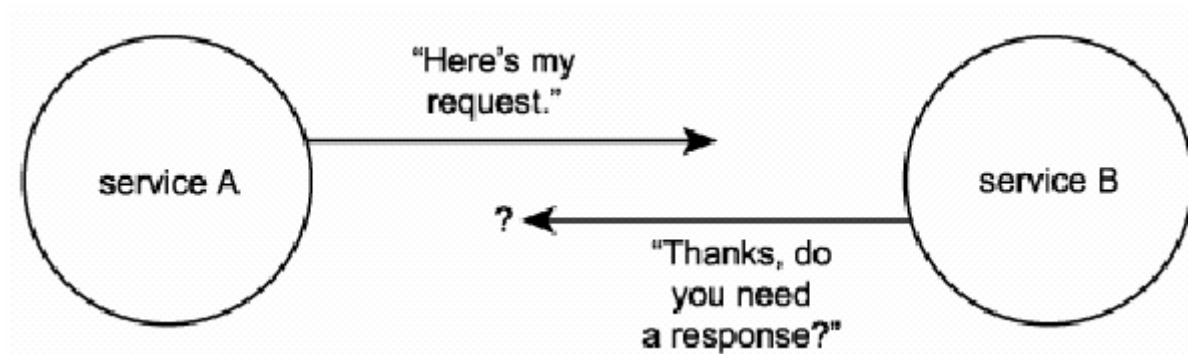 “Here’s my
request.”
service A
service B
?
“Thanks, do
you need
a response?”